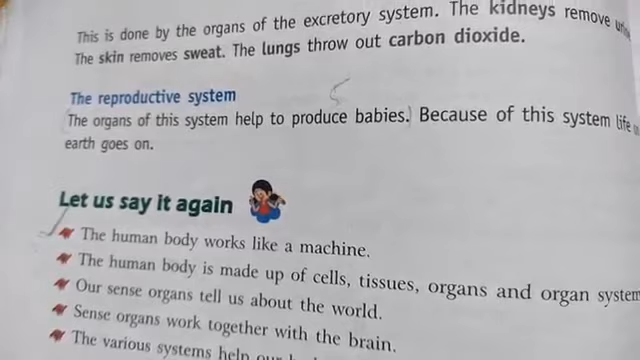 This is done by the organs of the excretory system. The kidneys remove
The skin removes sweat. The lungs throw out carbon dioxide.
The reproductive system
The organs of this system help to produce babies. Because of this system life
earth goes on.
Let us say it again
The human body works like a machine.
The human body is made up of cells, tissues, organs and organ system
Our sense organs tell us about the world.
Sense organs work together with the brain.
The various systems help our